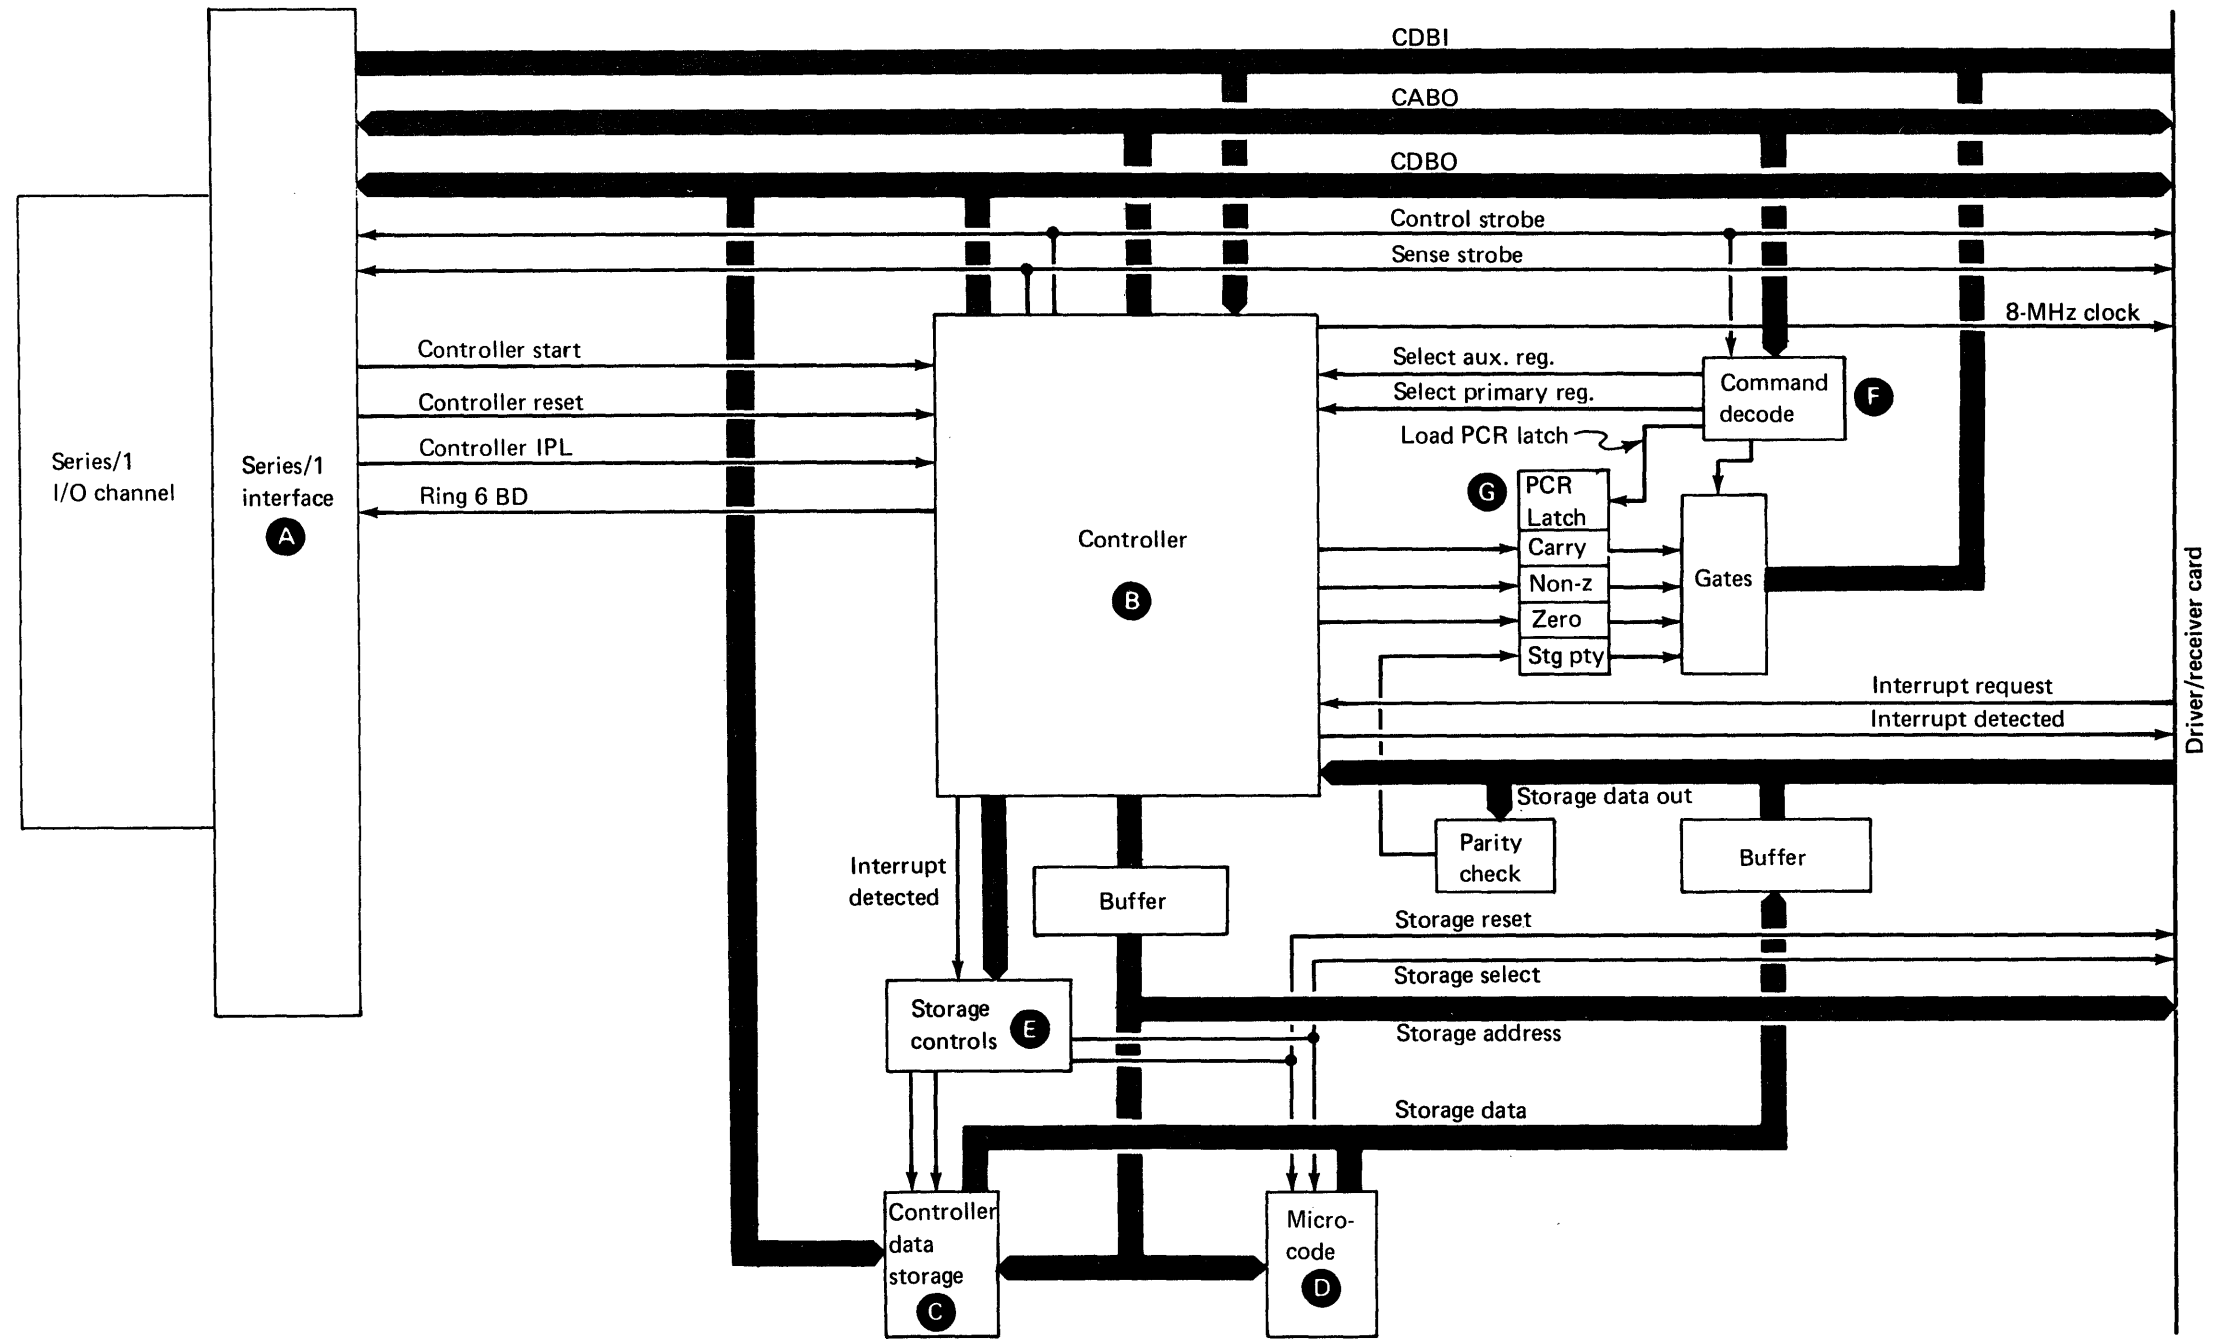 CDBI
CABO
CDBO
Control strobe
Sense strobe
8-MHz clock
Controller start
Select aux. reg.
Command
decode
F
Controller reset
Select primary reg.
Load PCR latch
Controller IPL
Series/1
I/O channel
Series/1
interface
A
Ring 6 BD
G
PCR
Latch
Controller
B
Carry
Non-z
Zero
Stg pty
Gates
Driver/receiver card
Interrupt request
Interrupt detected
Storage data out
Parity
check
Buffer
Interrupt
detected
Buffer
Storage reset
Storage select
Storage
controls
E
Storage address
Storage data
Controller
data
storage
C
Micro-
code
D